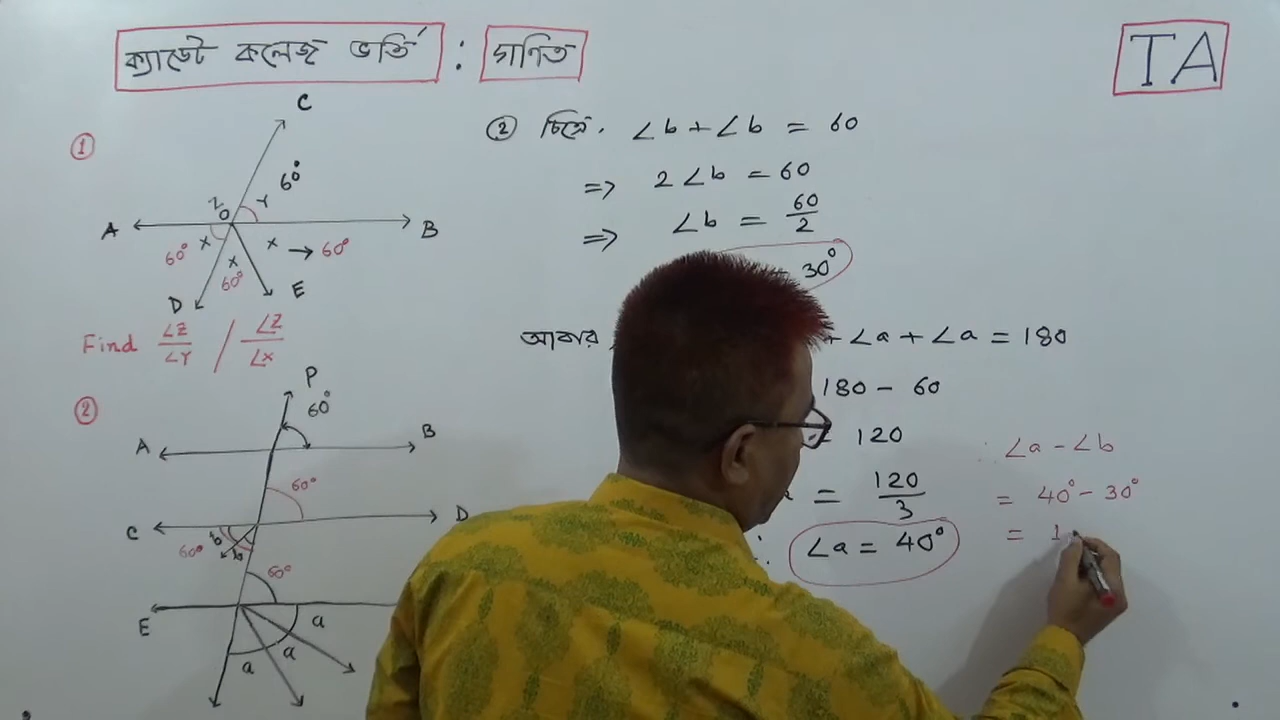 ক্যাডেট কলেজ ভর্তি : গণিত
TA
①
C
60°
Z
O
Y
A
B
60°
x
x
x → 60°
60°
D
E
Find ∠Z/∠Y / ∠Z/∠X
②
P
60°
A
B
60°
C
D
60°
b
b
60°
E
a
a
a
② চিত্রে, ∠b + ∠b = 60
=> 2∠b = 60
=> ∠b = 60/2
30°
আবার,
+ ∠a + ∠a = 180
180 - 60
= 120
= 120/3
∴ ∠a = 40°
∴ ∠a - ∠b
= 40° - 30°
= 1